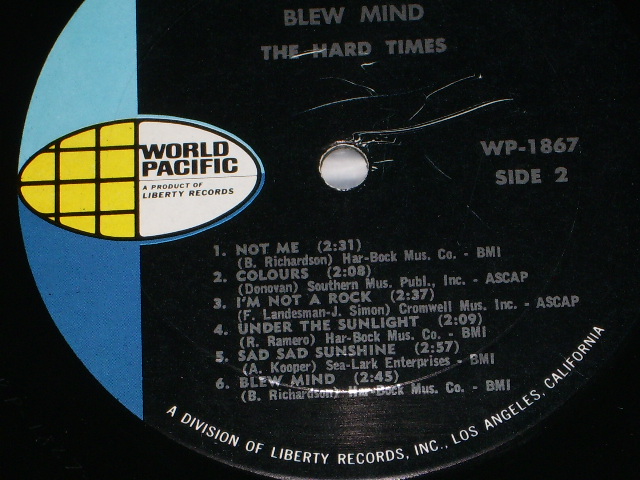 BLEW MIND
THE HARD TIMES
WORLD
PACIFIC
A PRODUCT OF
LIBERTY RECORDS
WP-1867
SIDE 2
1. NOT ME (2:31)
(B. Richardson) Har-Bock Mus. Co. - BMI
2. COLOURS (2:08)
(Donovan) Southern Mus. Publ., Inc. - ASCAP
3. I'M NOT A ROCK (2:37)
(F. Landesman-J. Simon) Cromwell Mus. Inc. - ASCAP
4. UNDER THE SUNLIGHT (2:09)
(R. Ramero) Har-Bock Mus. Co. - BMI
5. SAD SAD SUNSHINE (2:57)
(A. Kooper) Sea-Lark Enterprises - BMI
6. BLEW MIND (2:45)
(B. Richardson) Har-Bock Mus. Co. - BMI
A DIVISION OF LIBERTY RECORDS, INC., LOS ANGELES, CALIFORNIA